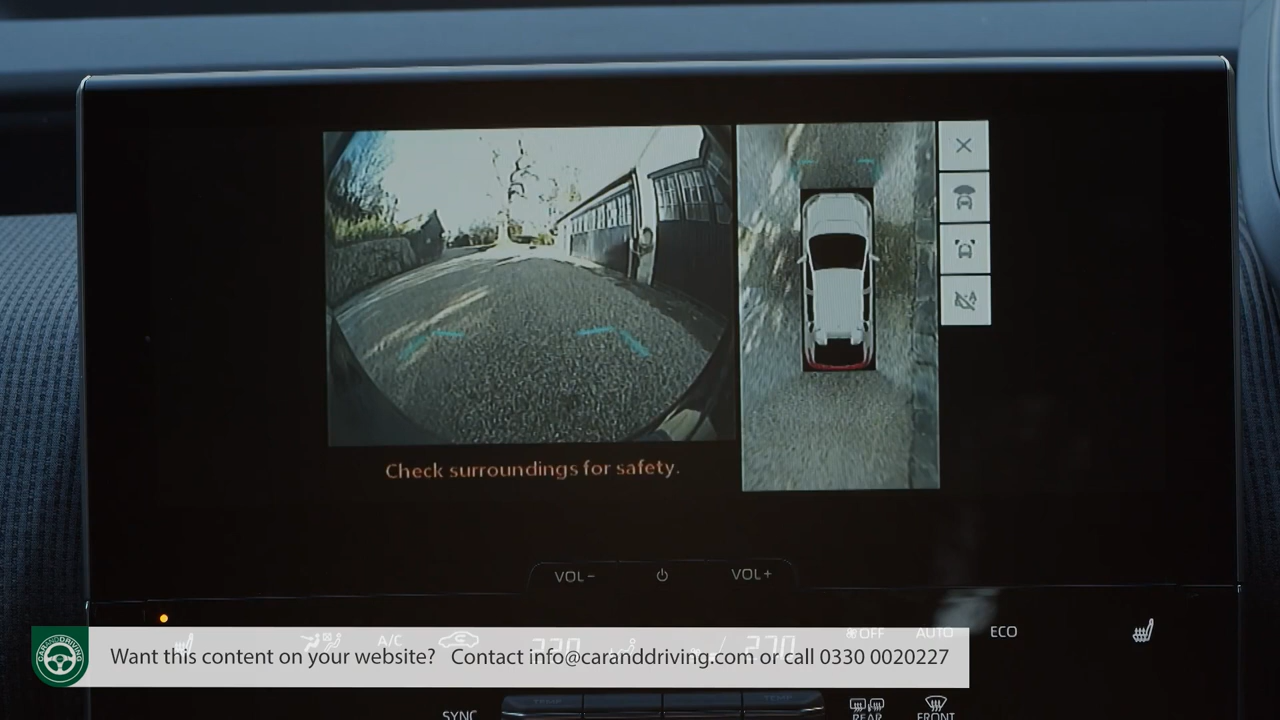 Check surroundings for safety.
VOL- VOL+
A/C OFF AUTO ECO
CARANDDRIVING
Want this content on your website? Contact info@caranddriving.com or call 0330 0020227
SYNC REAR FRONT